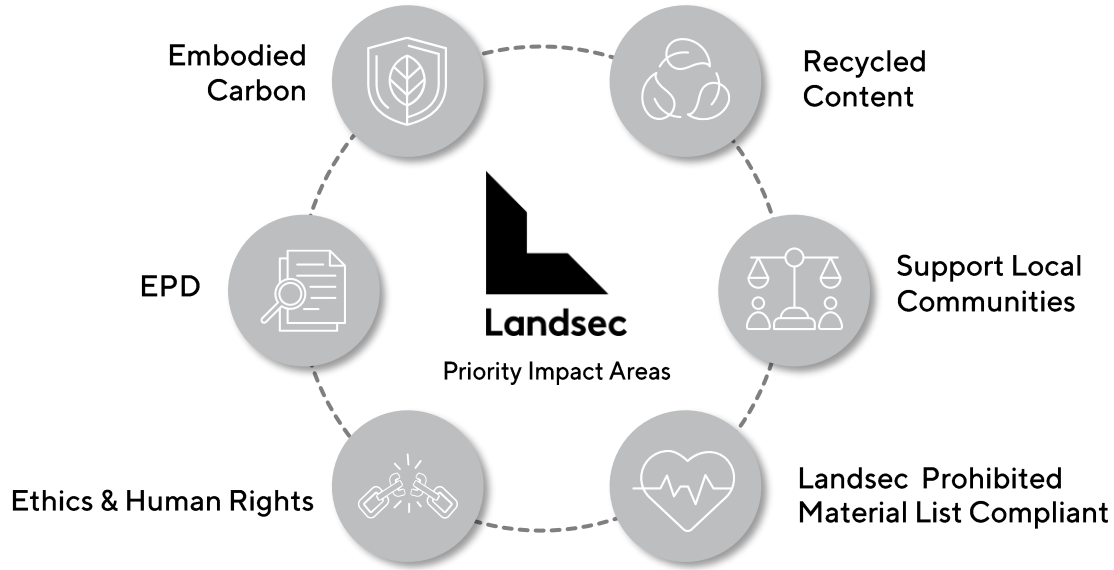 Embodied
Carbon
Recycled
Content
EPD
Support Local
Communities
Landsec
Priority Impact Areas
Ethics & Human Rights
Landsec Prohibited
Material List Compliant